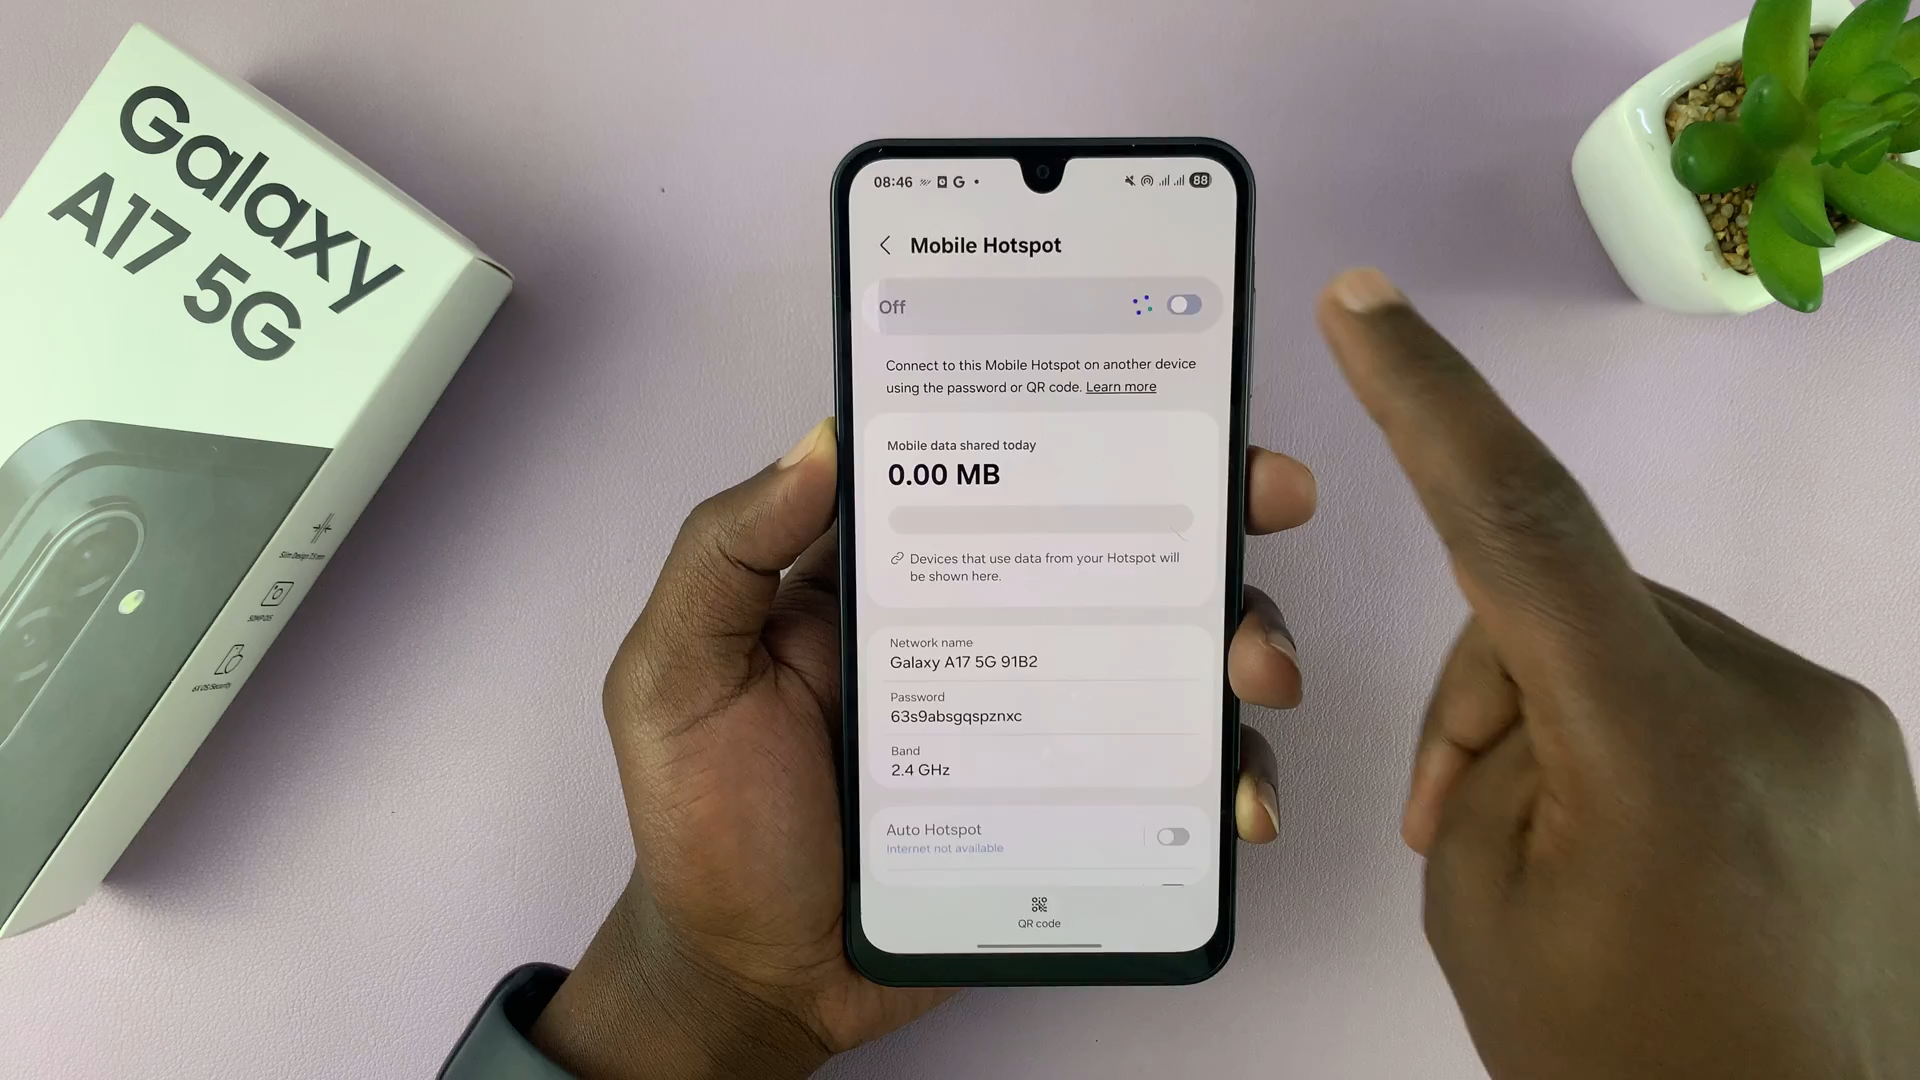 Galaxy
A17 5G
08:46
G
88
Mobile Hotspot
Off
Connect to this Mobile Hotspot on another device
using the password or QR code. Learn more
Mobile data shared today
0.00 MB
Devices that use data from your Hotspot will
be shown here.
Network name
Galaxy A17 5G 91B2
Password
63s9absgqspznxc
Band
2.4 GHz
Auto Hotspot
Internet not available
QR code